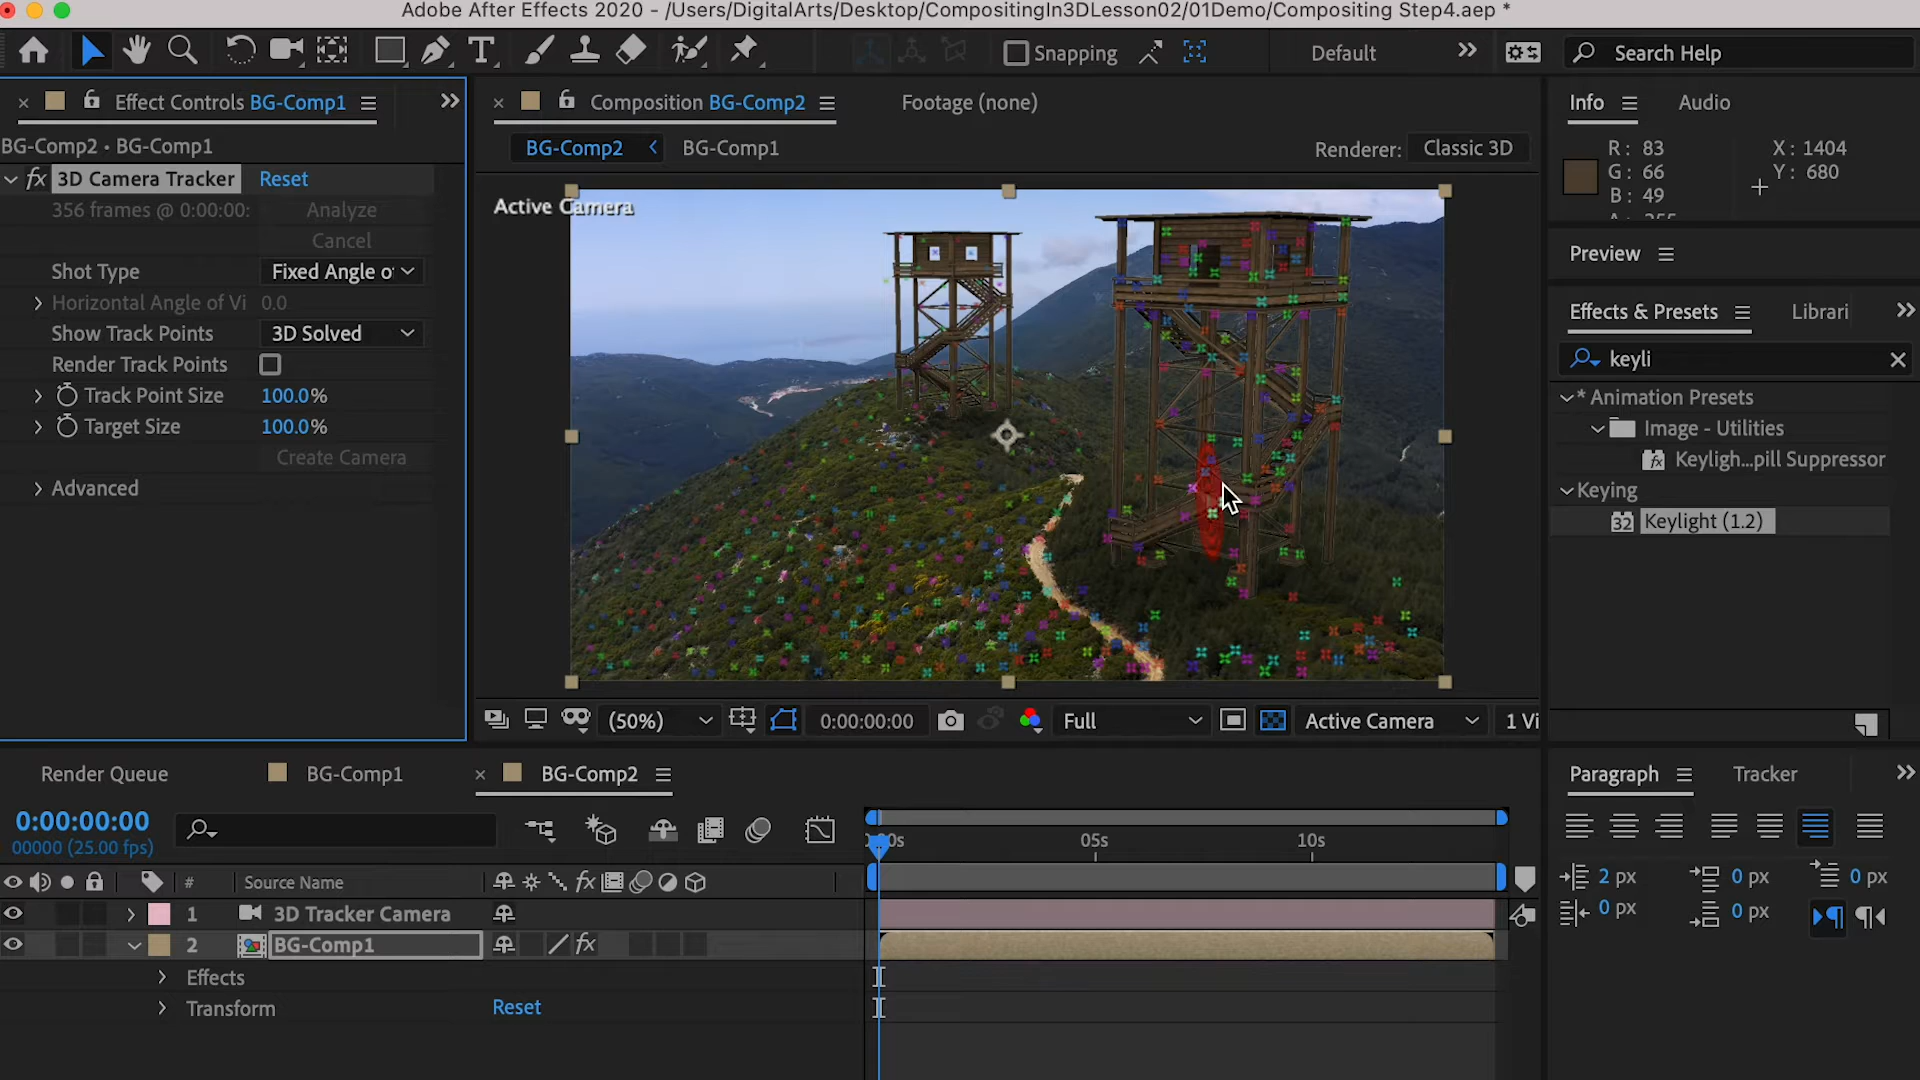 Adobe After Effects 2020 - /Users/DigitalArts/Desktop/CompositingIn3DLesson02/01Demo/Compositing Step4.aep *
Snapping
Default
Search Help
Effect Controls BG-Comp1
Composition BG-Comp2
Footage (none)
Info
Audio
BG-Comp2 • BG-Comp1
BG-Comp2
BG-Comp1
Renderer:
Classic 3D
R: 83
G: 66
B: 49
X: 1404
Y: 680
fx 3D Camera Tracker
Reset
356 frames @ 0:00:00:
Analyze
Cancel
Shot Type
Fixed Angle o
Horizontal Angle of Vi
0.0
Show Track Points
3D Solved
Render Track Points
Track Point Size
100.0%
Target Size
100.0%
Create Camera
Advanced
Active Camera
Preview
Effects & Presets
Librari
keyli
* Animation Presets
Image - Utilities
Keyligh...pill Suppressor
Keying
32 Keylight (1.2)
(50%)
0:00:00:00
Full
Active Camera
1 Vi
Render Queue
BG-Comp1
BG-Comp2
Paragraph
Tracker
0:00:00:00
00000 (25.00 fps)
05s
10s
#
Source Name
fx
1
3D Tracker Camera
2
BG-Comp1
fx
Effects
Transform
Reset
2 px
0 px
0 px
0 px
0 px